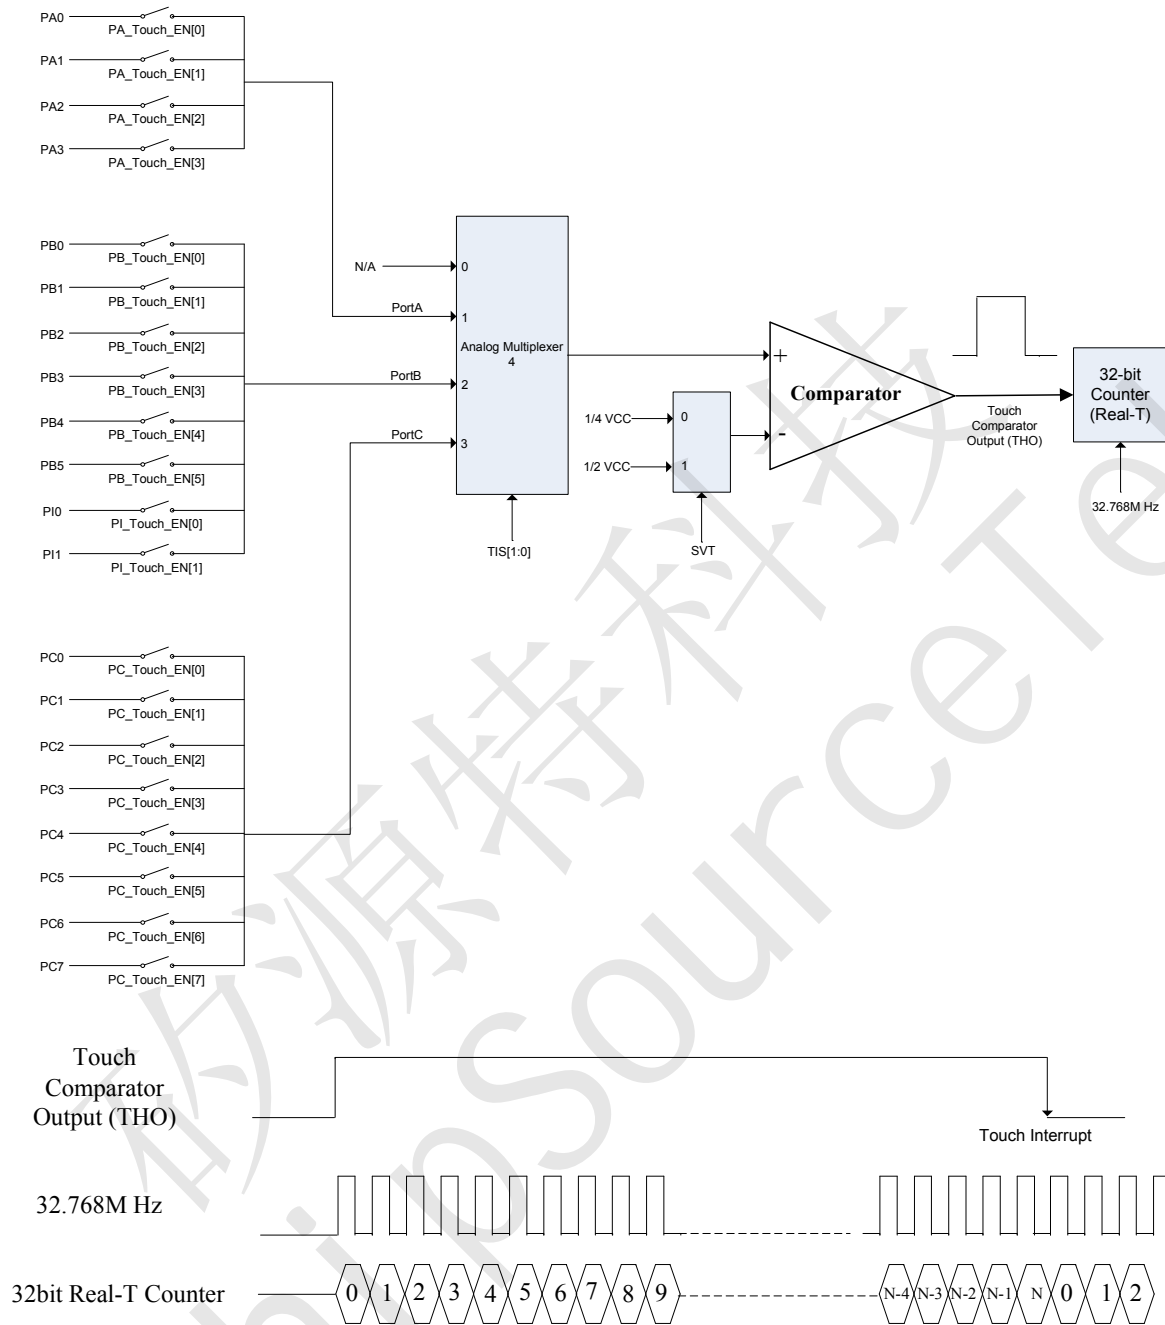 PA0
PA_Touch_EN[0]
PA1
PA_Touch_EN[1]
PA2
PA_Touch_EN[2]
PA3
PA_Touch_EN[3]
PB0
PB_Touch_EN[0]
PB1
PB_Touch_EN[1]
PB2
PB_Touch_EN[2]
PB3
PB_Touch_EN[3]
PB4
PB_Touch_EN[4]
PB5
PB_Touch_EN[5]
PI0
PI_Touch_EN[0]
PI1
PI_Touch_EN[1]
PC0
PC_Touch_EN[0]
PC1
PC_Touch_EN[1]
PC2
PC_Touch_EN[2]
PC3
PC_Touch_EN[3]
PC4
PC_Touch_EN[4]
PC5
PC_Touch_EN[5]
PC6
PC_Touch_EN[6]
PC7
PC_Touch_EN[7]
N/A
0
PortA
1
Analog Multiplexer
4
PortB
2
PortC
3
TIS[1:0]
1/4 VCC
0
1/2 VCC
1
SVT
+
Comparator
-
Touch
Comparator
Output (THO)
32-bit
Counter
(Real-T)
32.768M Hz
Touch
Comparator
Output (THO)
Touch Interrupt
32.768M Hz
32bit Real-T Counter
0 1 2 3 4 5 6 7 8 9 N-4 N-3 N-2 N-1 N 0 1 2
矽源特科技
hipSourceTe